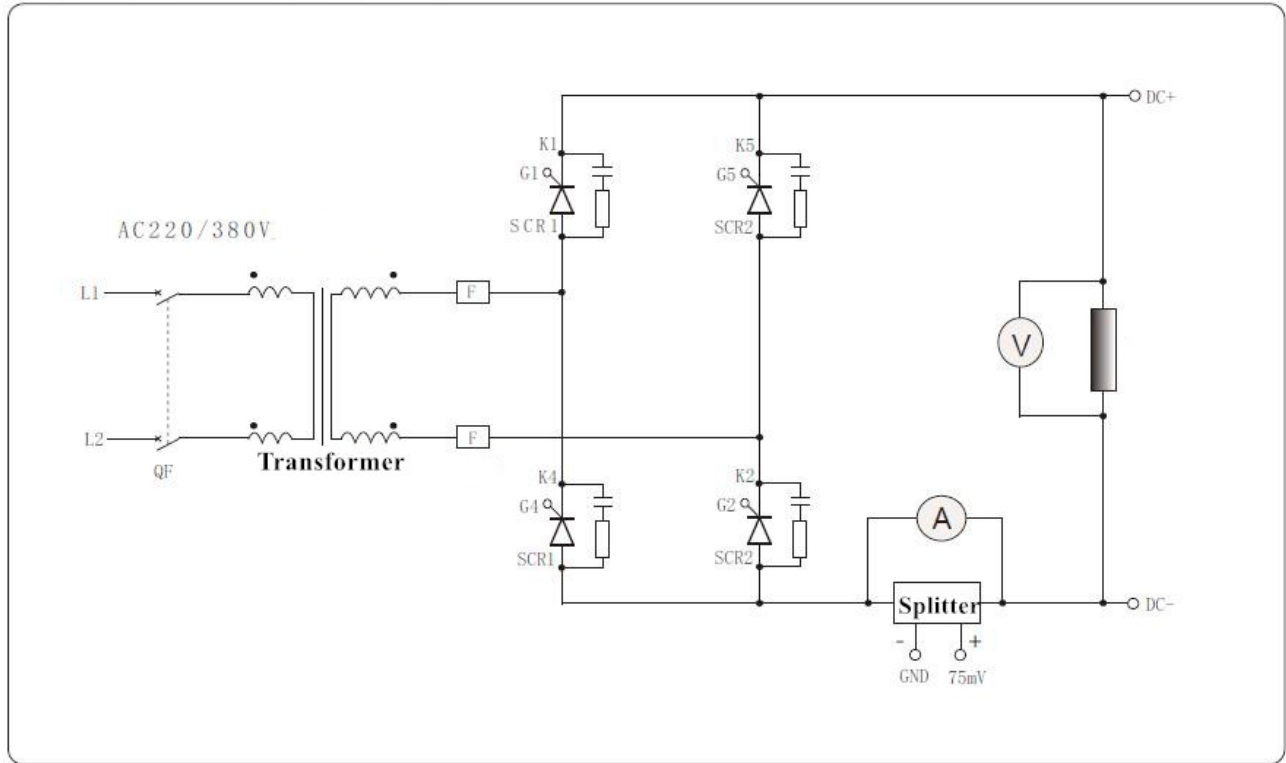 DC+
K1
K5
G1
G5
SCR1
SCR2
AC220/380V
L1
F
V
L2
F
QF
Transformer
K4
K2
G4
G2
A
SCR1
SCR2
Splitter
DC-
- +
GND 75mV